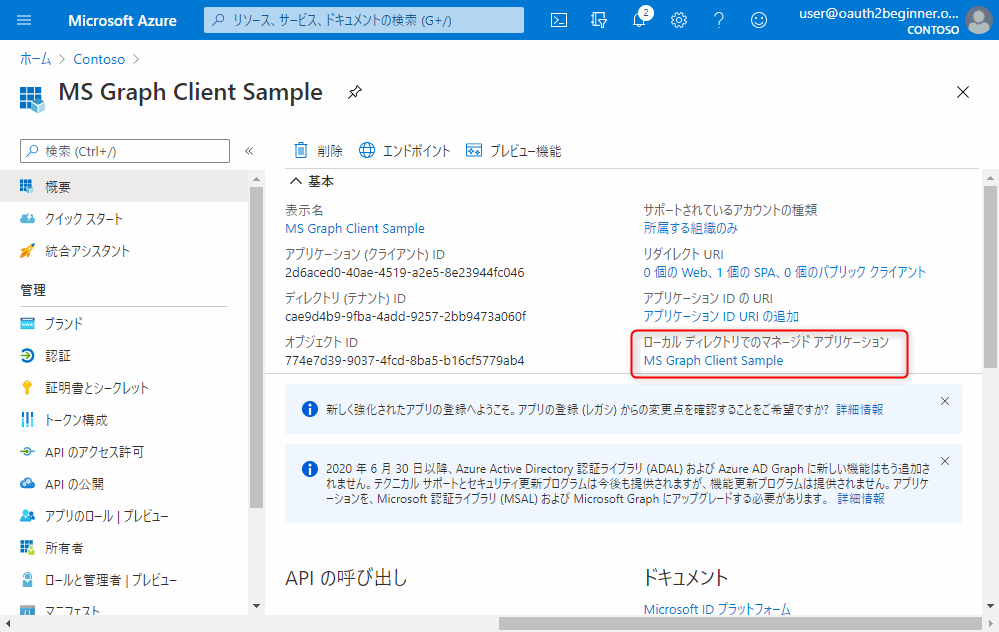 Microsoft Azure
リソース、サービス、ドキュメントの検索 (G+/)
2
user@oauth2beginner.o...
CONTOSO
ホーム > Contoso >
MS Graph Client Sample
検索 (Ctrl+/)
概要
クイック スタート
統合アシスタント
管理
ブランド
認証
証明書とシークレット
トークン構成
API のアクセス許可
API の公開
アプリのロール | プレビュー
所有者
ロールと管理者 | プレビュー
マニフェスト
削除
エンドポイント
プレビュー機能
基本
表示名
MS Graph Client Sample
アプリケーション (クライアント) ID
2d6aced0-40ae-4519-a2e5-8e23944fc046
ディレクトリ (テナント) ID
cae9d4b9-9fba-4add-9257-2bb9473a060f
オブジェクト ID
774e7d39-9037-4fcd-8ba5-b16cf5779ab4
サポートされているアカウントの種類
所属する組織のみ
リダイレクト URI
0 個の Web、1 個の SPA、0 個のパブリック クライアント
アプリケーション ID の URI
アプリケーション ID URI の追加
ローカル ディレクトリでのマネージド アプリケーション
MS Graph Client Sample
新しく強化されたアプリの登録へようこそ。アプリの登録 (レガシ) からの変更点を確認することをご希望ですか? 詳細情報
2020 年 6 月 30 日以降、Azure Active Directory 認証ライブラリ (ADAL) および Azure AD Graph に新しい機能はもう追加さ
れません。テクニカル サポートとセキュリティ更新プログラムは今後も提供されますが、機能更新プログラムは提供されません。アプリケ
ーションを、Microsoft 認証ライブラリ (MSAL) および Microsoft Graph にアップグレードする必要があります。 詳細情報
API の呼び出し
ドキュメント
Microsoft ID プラットフォーム